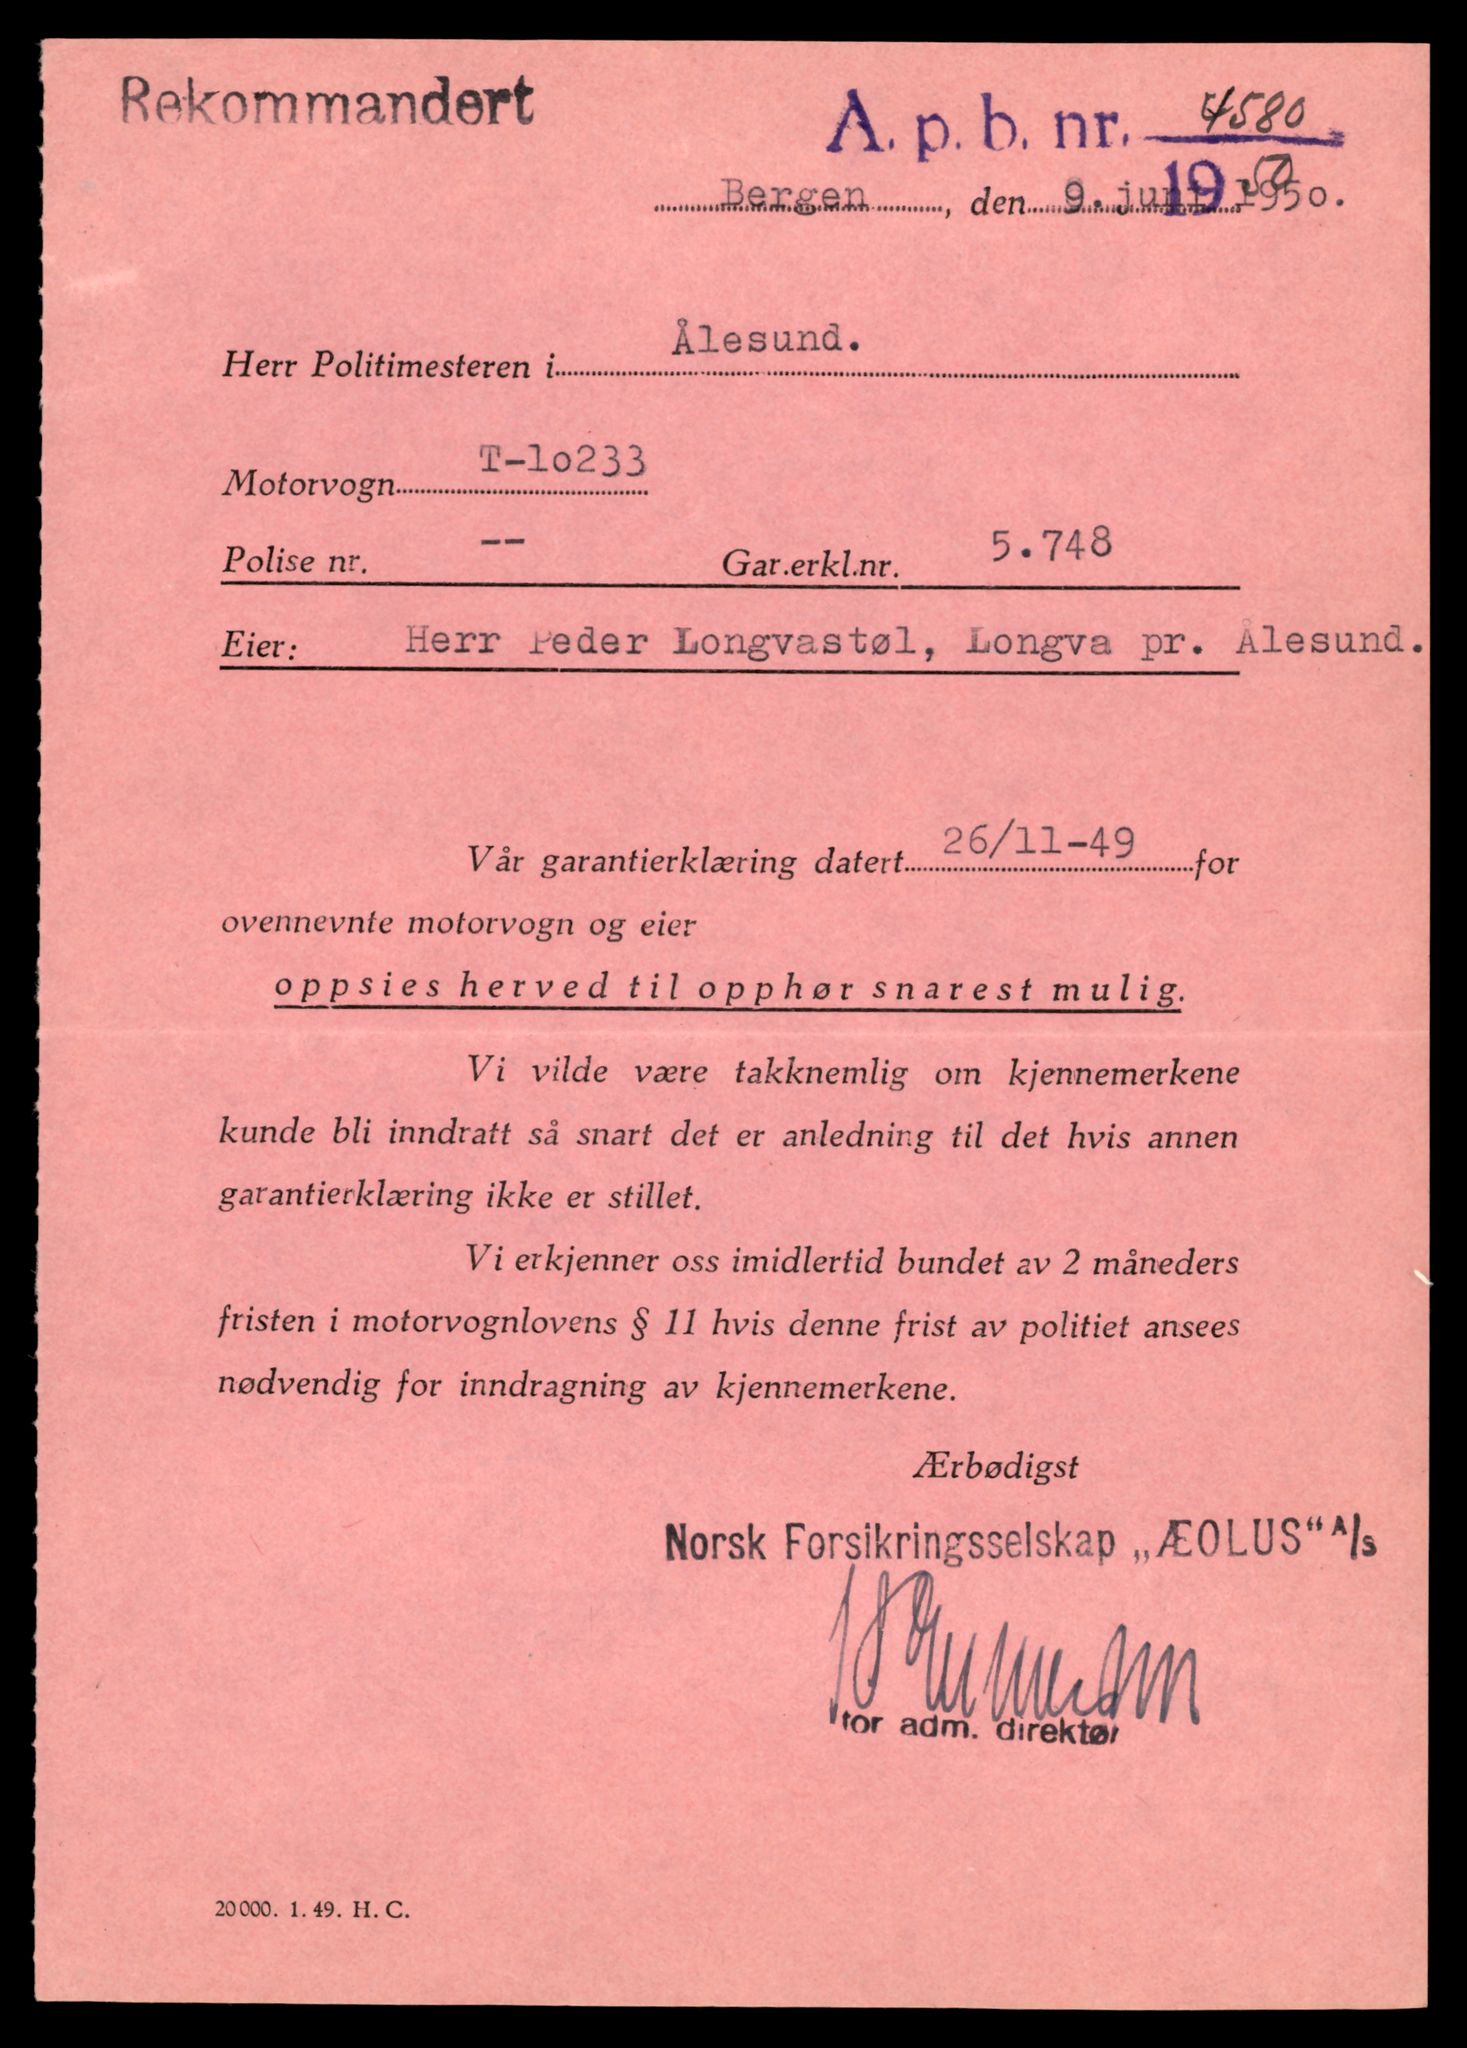 Rekommandert
A. p. b. nr. 4580
19 50
Bergen, den 9. juni 1950.
Herr Politimesteren i Ålesund.
Motorvogn T-10233
Polise nr. -- Gar.erkl.nr. 5.748
Eier: Herr Peder Longvastøl, Longva pr. Ålesund.
Vår garantierklæring datert 26/11-49 for
ovennevnte motorvogn og eier
oppsies herved til opphør snarest mulig.
Vi vilde være takknemlig om kjennemerkene
kunde bli inndratt så snart det er anledning til det hvis annen
garantierklæring ikke er stillet.
Vi erkjenner oss imidlertid bundet av 2 måneders
fristen i motorvognlovens § 11 hvis denne frist av politiet ansees
nødvendig for inndragning av kjennemerkene.
Ærbødigst
Norsk Forsikringsselskap „ÆOLUS“ A/s
for adm. direktør
20000. 1. 49. H. C.